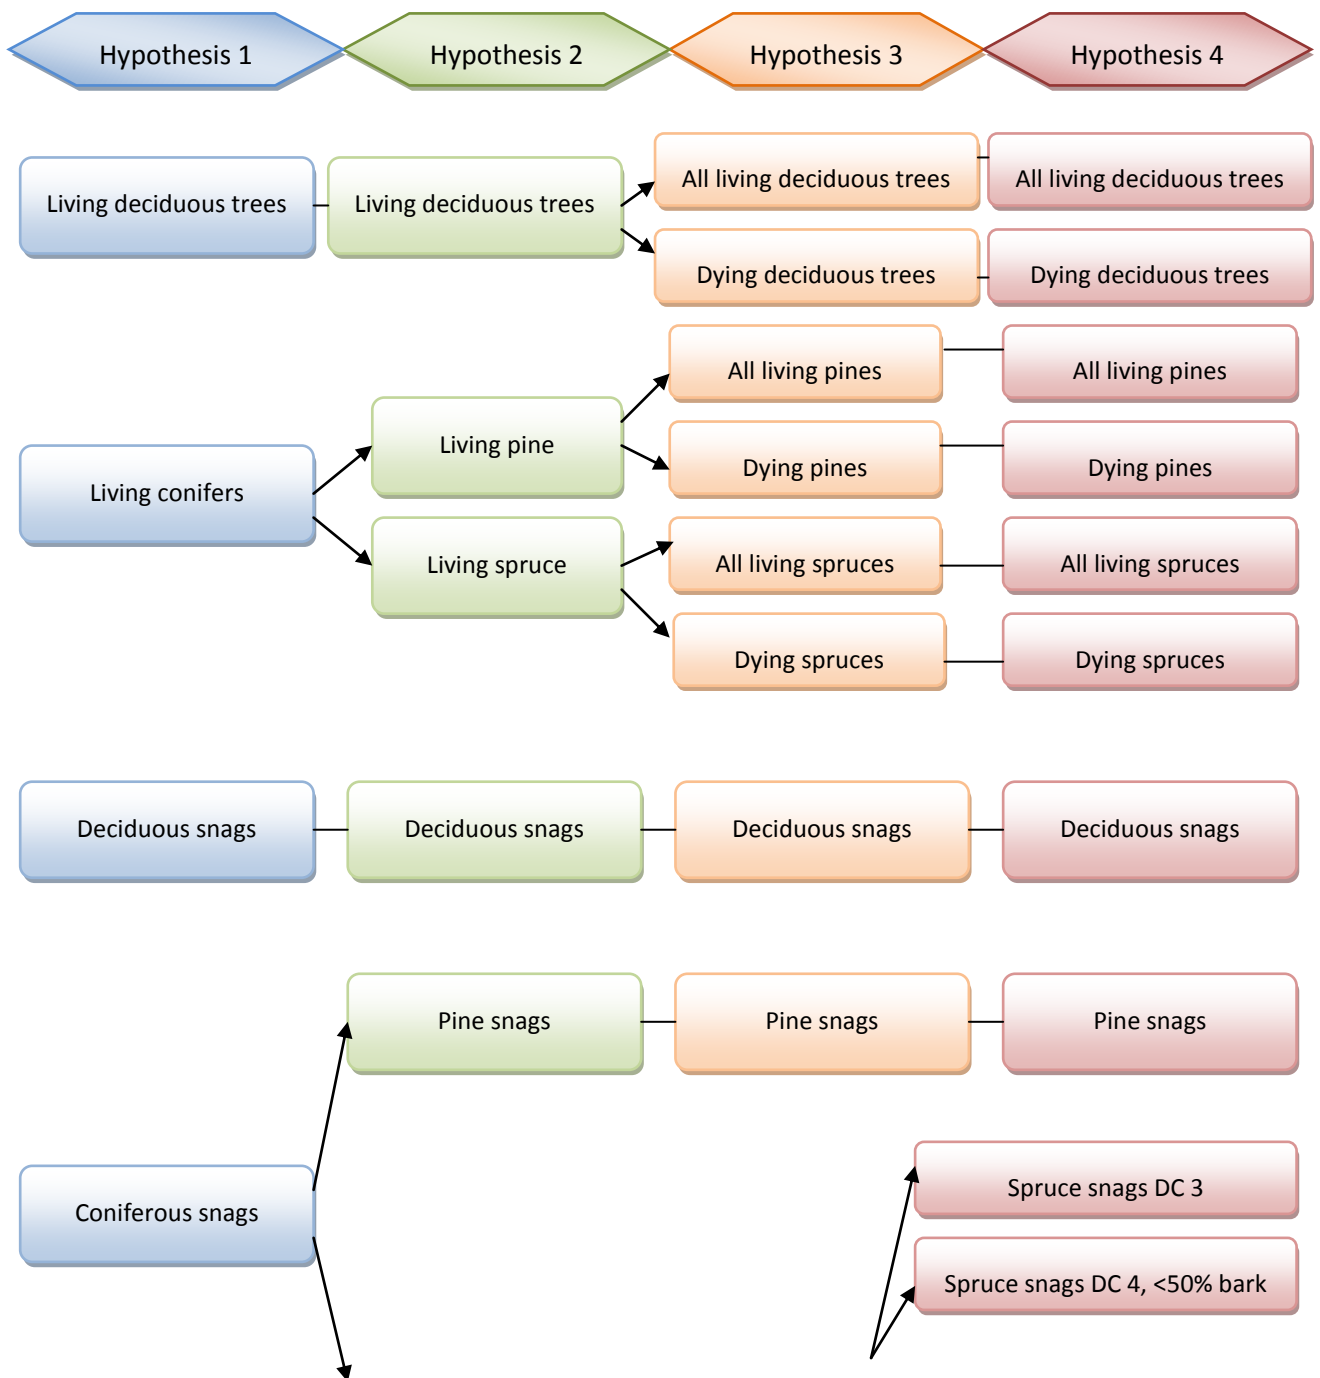 Hypothesis 1
Hypothesis 2
Hypothesis 3
Hypothesis 4
Living deciduous trees
Living deciduous trees
All living deciduous trees
All living deciduous trees
Dying deciduous trees
Dying deciduous trees
Living conifers
Living pine
All living pines
All living pines
Dying pines
Dying pines
Living spruce
All living spruces
All living spruces
Dying spruces
Dying spruces
Deciduous snags
Deciduous snags
Deciduous snags
Deciduous snags
Pine snags
Pine snags
Pine snags
Coniferous snags
Spruce snags DC 3
Spruce snags DC 4, <50% bark